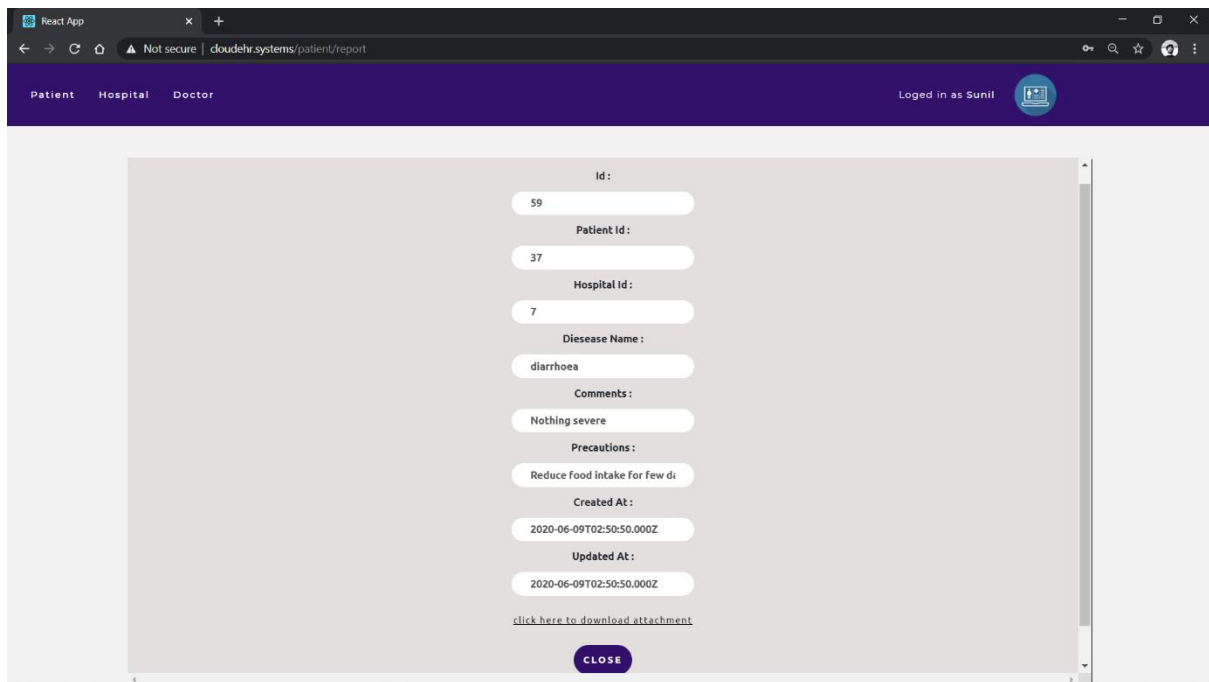 React App
Not secure | cloudehr.systems/patient/report
Patient Hospital Doctor Loged in as Sunil
Id :
59
Patient Id :
37
Hospital Id :
7
Diesease Name :
diarrhoea
Comments :
Nothing severe
Precautions :
Reduce food intake for few da
Created At :
2020-06-09T02:50:50.000Z
Updated At :
2020-06-09T02:50:50.000Z
click here to download attachment
CLOSE